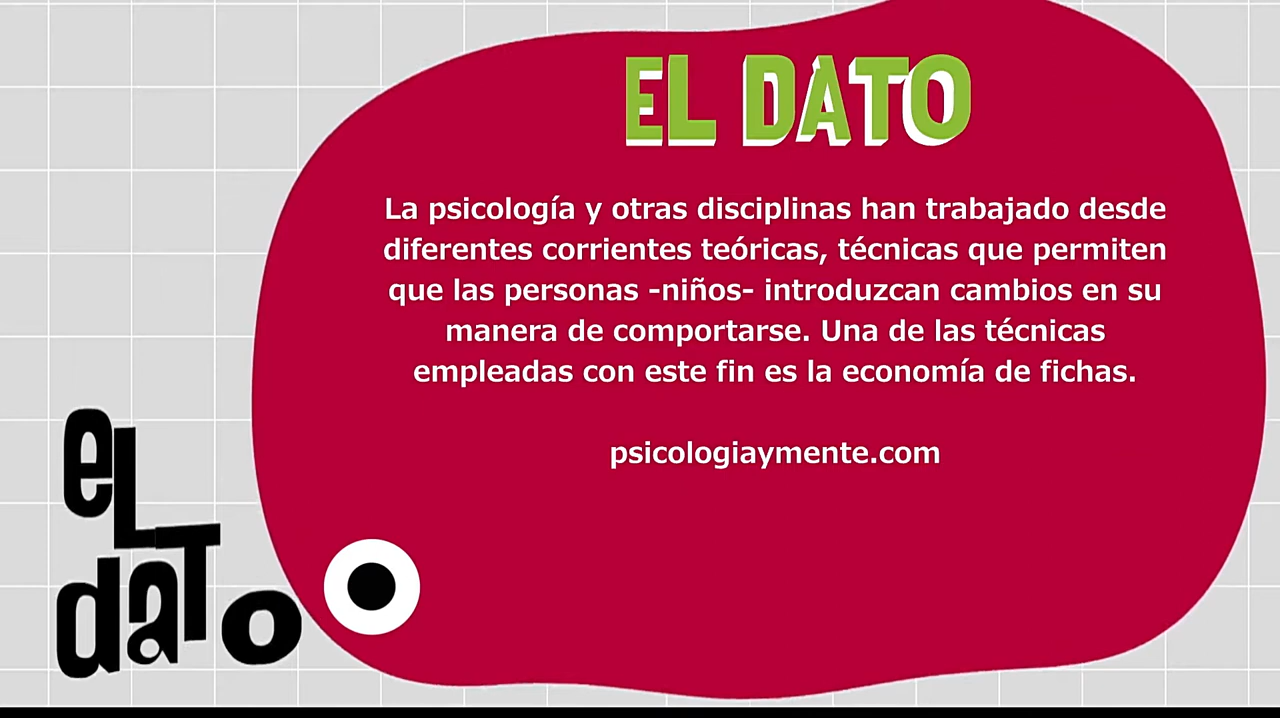 EL DATO
La psicología y otras disciplinas han trabajado desde
diferentes corrientes teóricas, técnicas que permiten
que las personas -niños- introduzcan cambios en su
manera de comportarse. Una de las técnicas
empleadas con este fin es la economía de fichas.
psicologiaymente.com
eL
daTo